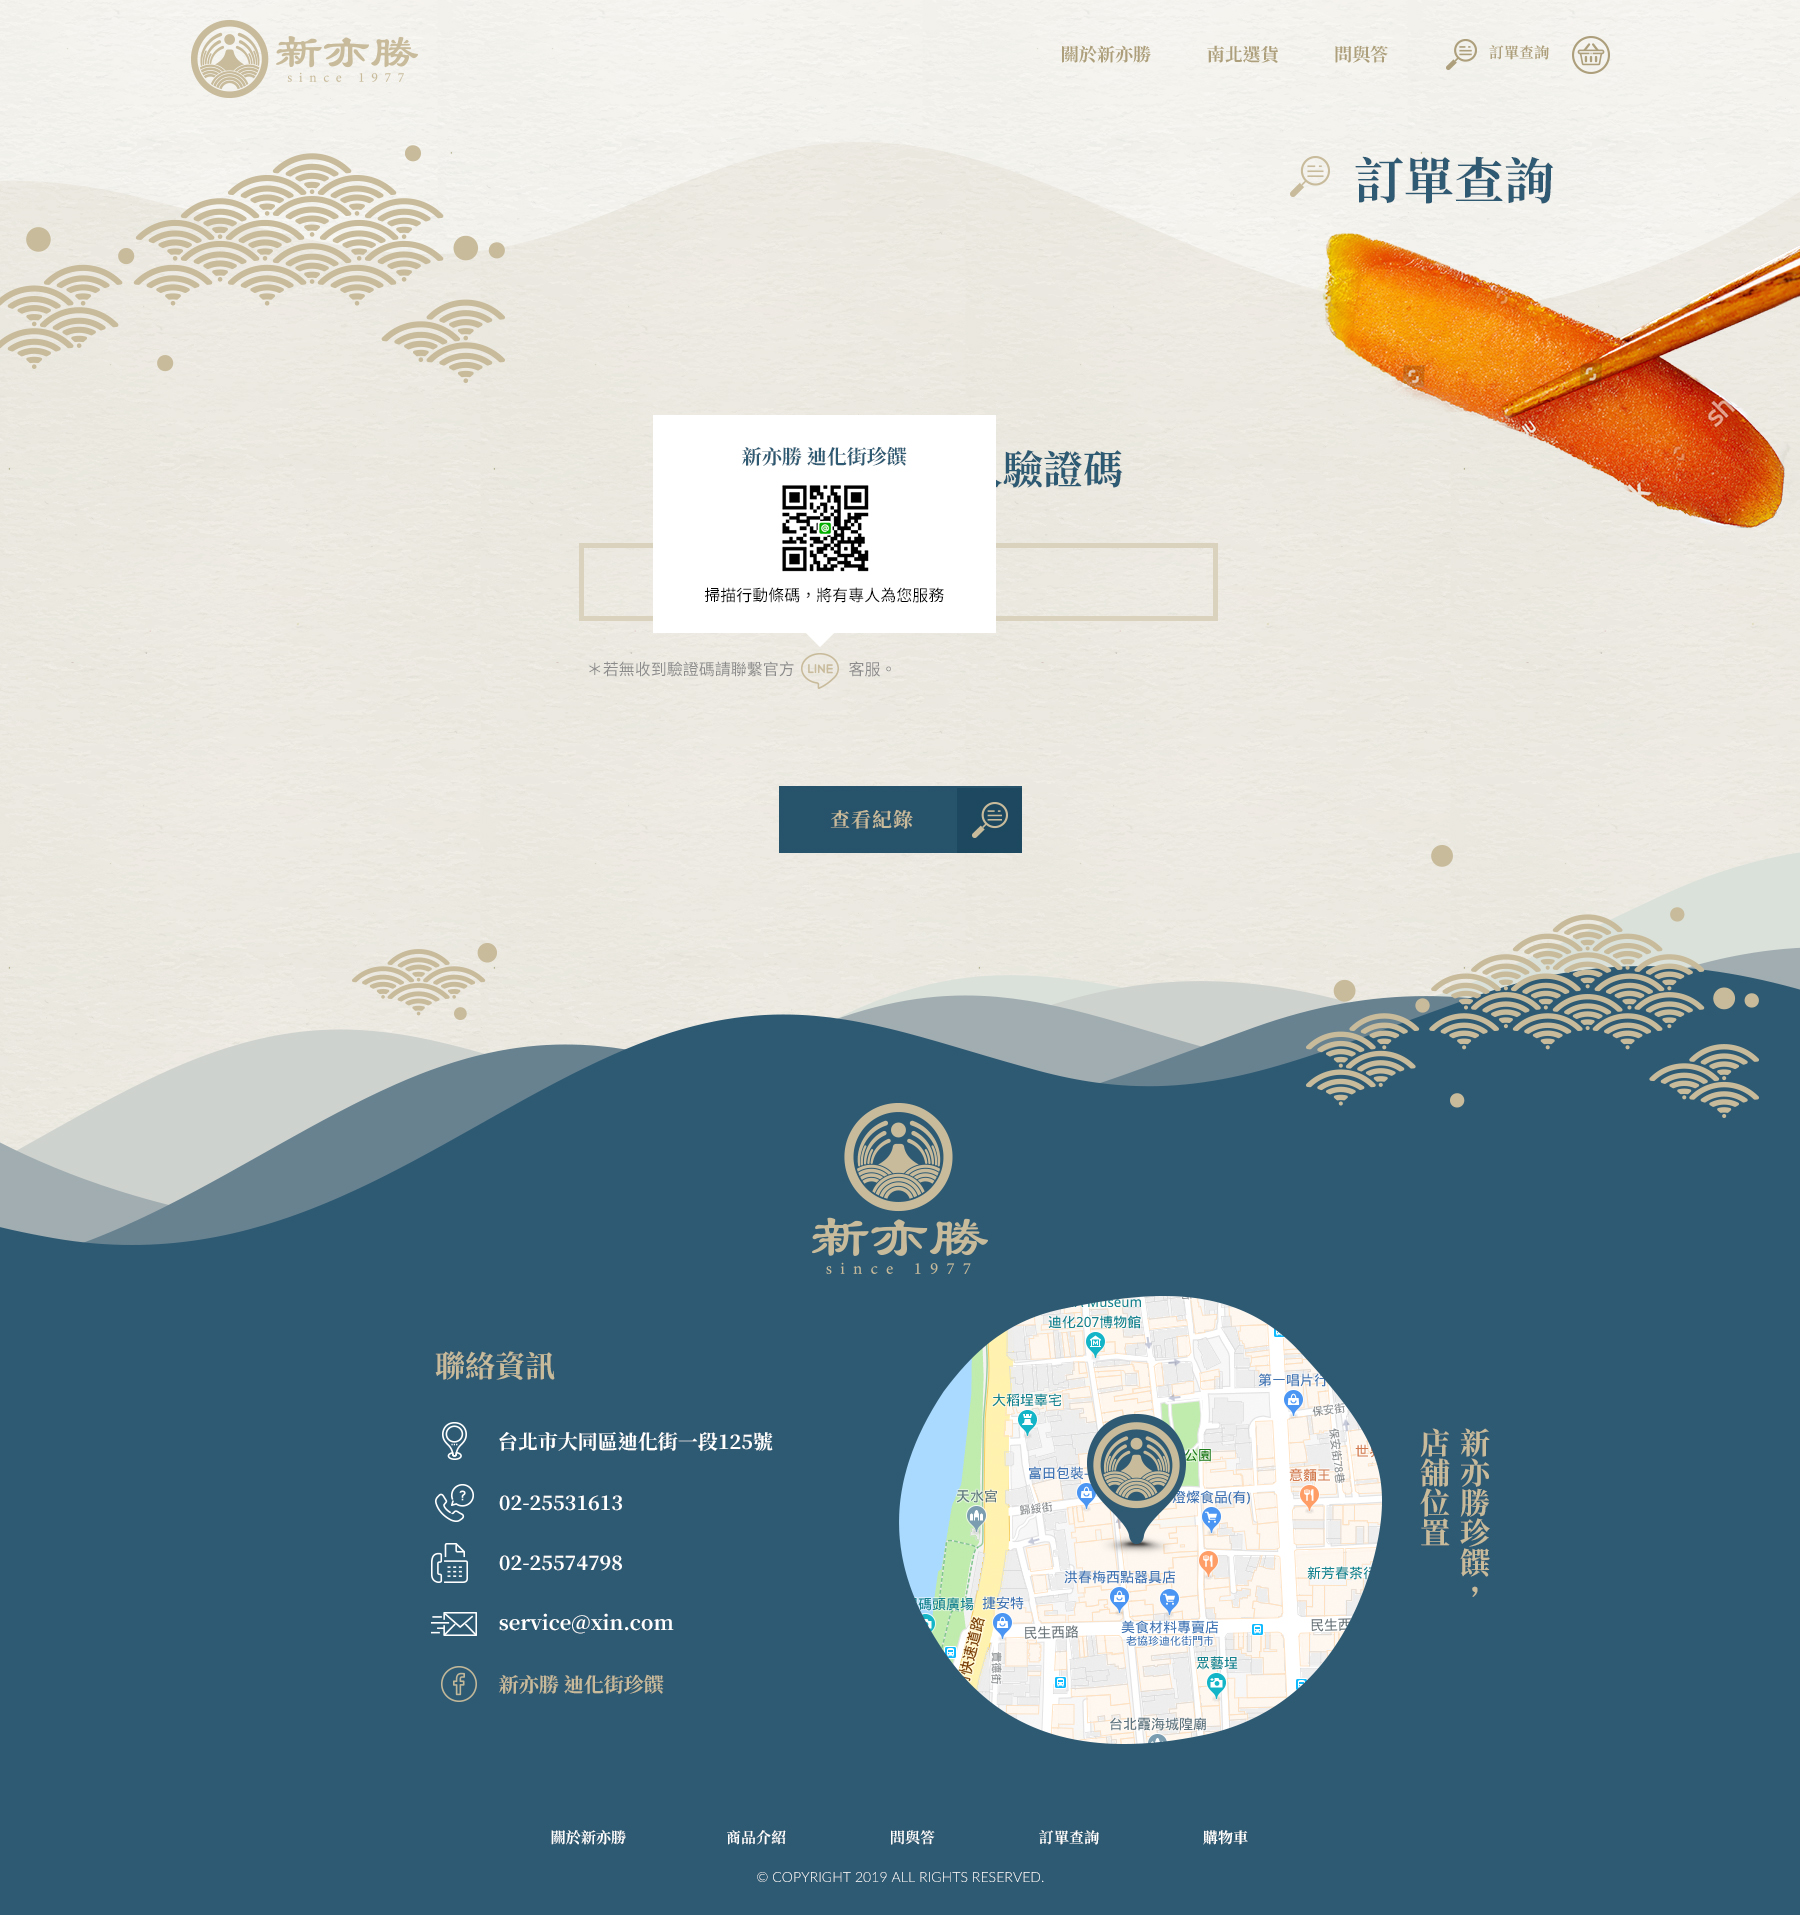 新亦勝
since 1977
關於新亦勝
南北選貨
問與答
訂單查詢
訂單查詢
sh
新亦勝 迪化街珍饌
驗證碼
掃描行動條碼，將有專人為您服務
＊若無收到驗證碼請聯繫官方 LINE 客服。
查看紀錄
新亦勝
since 1977
聯絡資訊
台北市大同區迪化街一段125號
02-25531613
02-25574798
service@xin.com
新亦勝 迪化街珍饌
Museum
迪化207博物館
第一唱片行
大稻埕辜宅
保安街
保安街78巷
公園
富田包裝
意麵王
天水宮
歸綏街
燈燦食品(有)
新芳春茶行
洪春梅西點器具店
碼頭廣場
捷安特
民生西路
美食材料專賣店
老協珍迪化街門市
民生西
快速道路
貴德街
眾藝埕
台北霞海城隍廟
新亦勝珍饌，
店舖位置
關於新亦勝
商品介紹
問與答
訂單查詢
購物車
© COPYRIGHT 2019 ALL RIGHTS RESERVED.